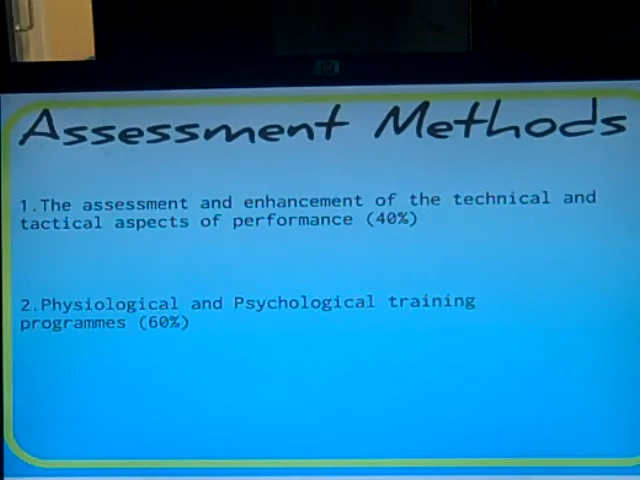 Assessment Methods
1.The assessment and enhancement of the technical and
tactical aspects of performance (40%)
2.Physiological and Psychological training
programmes (60%)